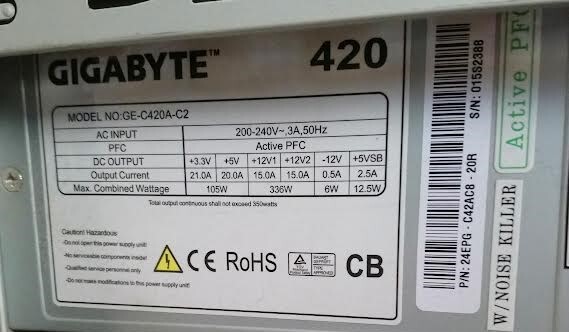 GIGABYTE™ 420
MODEL NO:GE-C420A-C2
AC INPUT 200-240V~,3A,50Hz
PFC Active PFC
DC OUTPUT +3.3V +5V +12V1 +12V2 -12V +5VSB
Output Current 21.0A 20.0A 15.0A 15.0A 0.5A 2.5A
Max. Combined Wattage 105W 336W 6W 12.5W
Total output continuous shall not exceed 350watts
Caution! Hazardous
-Do not open this power supply unit!
-No serviceable components inside!
-Qualified service personnel only
-Do not make modifications to this power supply unit!
CE RoHS CB
TYPE
APPROVED
P/N: 24EPG - C42AC8 - 20R
S/N: 015S2388
Active PFC
W/NOISE KILLER